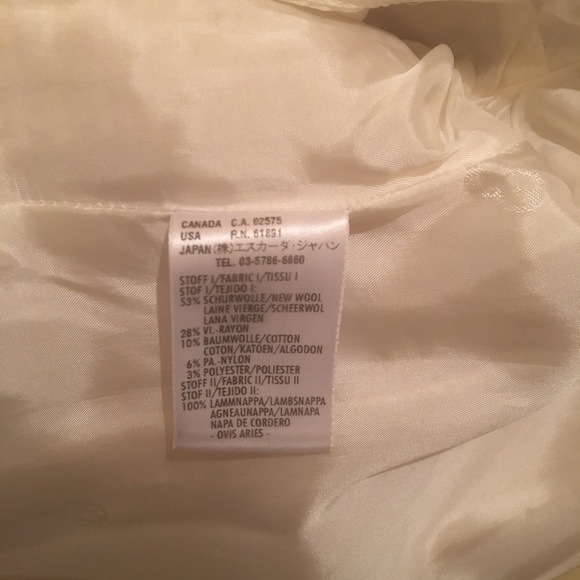 CANADA C.A. 02575
USA R.N. 61891
JAPAN (株)エスカーダ・ジャパン
TEL. 03-5786-6860
STOFF I/FABRIC I/TISSU I
STOF I/TEJIDO I:
53% SCHURWOLLE/NEW WOOL
LAINE VIERGE/SCHEERWOL
LANA VIRGEN
28% VI.-RAYON
10% BAUMWOLLE/COTTON
COTON/KATOEN/ALGODON
6% PA.-NYLON
3% POLYESTER/POLIESTER
STOFF II/FABRIC II/TISSU II
STOF II/TEJIDO II:
100% LAMMNAPPA/LAMBSNAPPA
AGNEAUNAPPA/LAMNAPA
NAPA DE CORDERO
- OVIS ARIES -